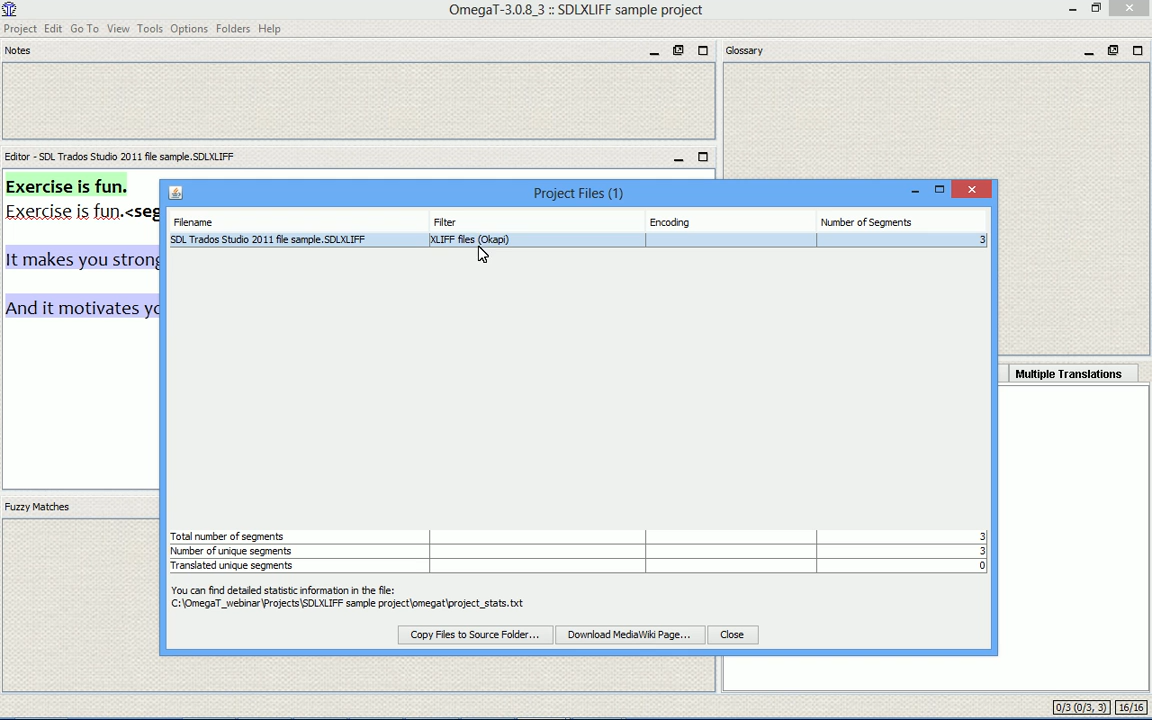 OmegaT-3.0.8_3 :: SDLXLIFF sample project
Project Edit Go To View Tools Options Folders Help
Notes
Glossary
Editor - SDL Trados Studio 2011 file sample.SDLXLIFF
Exercise is fun.
Exercise is fun.<seg
It makes you strong
And it motivates yo
Fuzzy Matches
Multiple Translations
Project Files (1)
Filename Filter Encoding Number of Segments
SDL Trados Studio 2011 file sample.SDLXLIFF XLIFF files (Okapi) 3
Total number of segments 3
Number of unique segments 3
Translated unique segments 0
You can find detailed statistic information in the file:
C:\OmegaT_webinar\Projects\SDLXLIFF sample project\omegat\project_stats.txt
Copy Files to Source Folder... Download MediaWiki Page... Close
0/3 (0/3, 3) 16/16